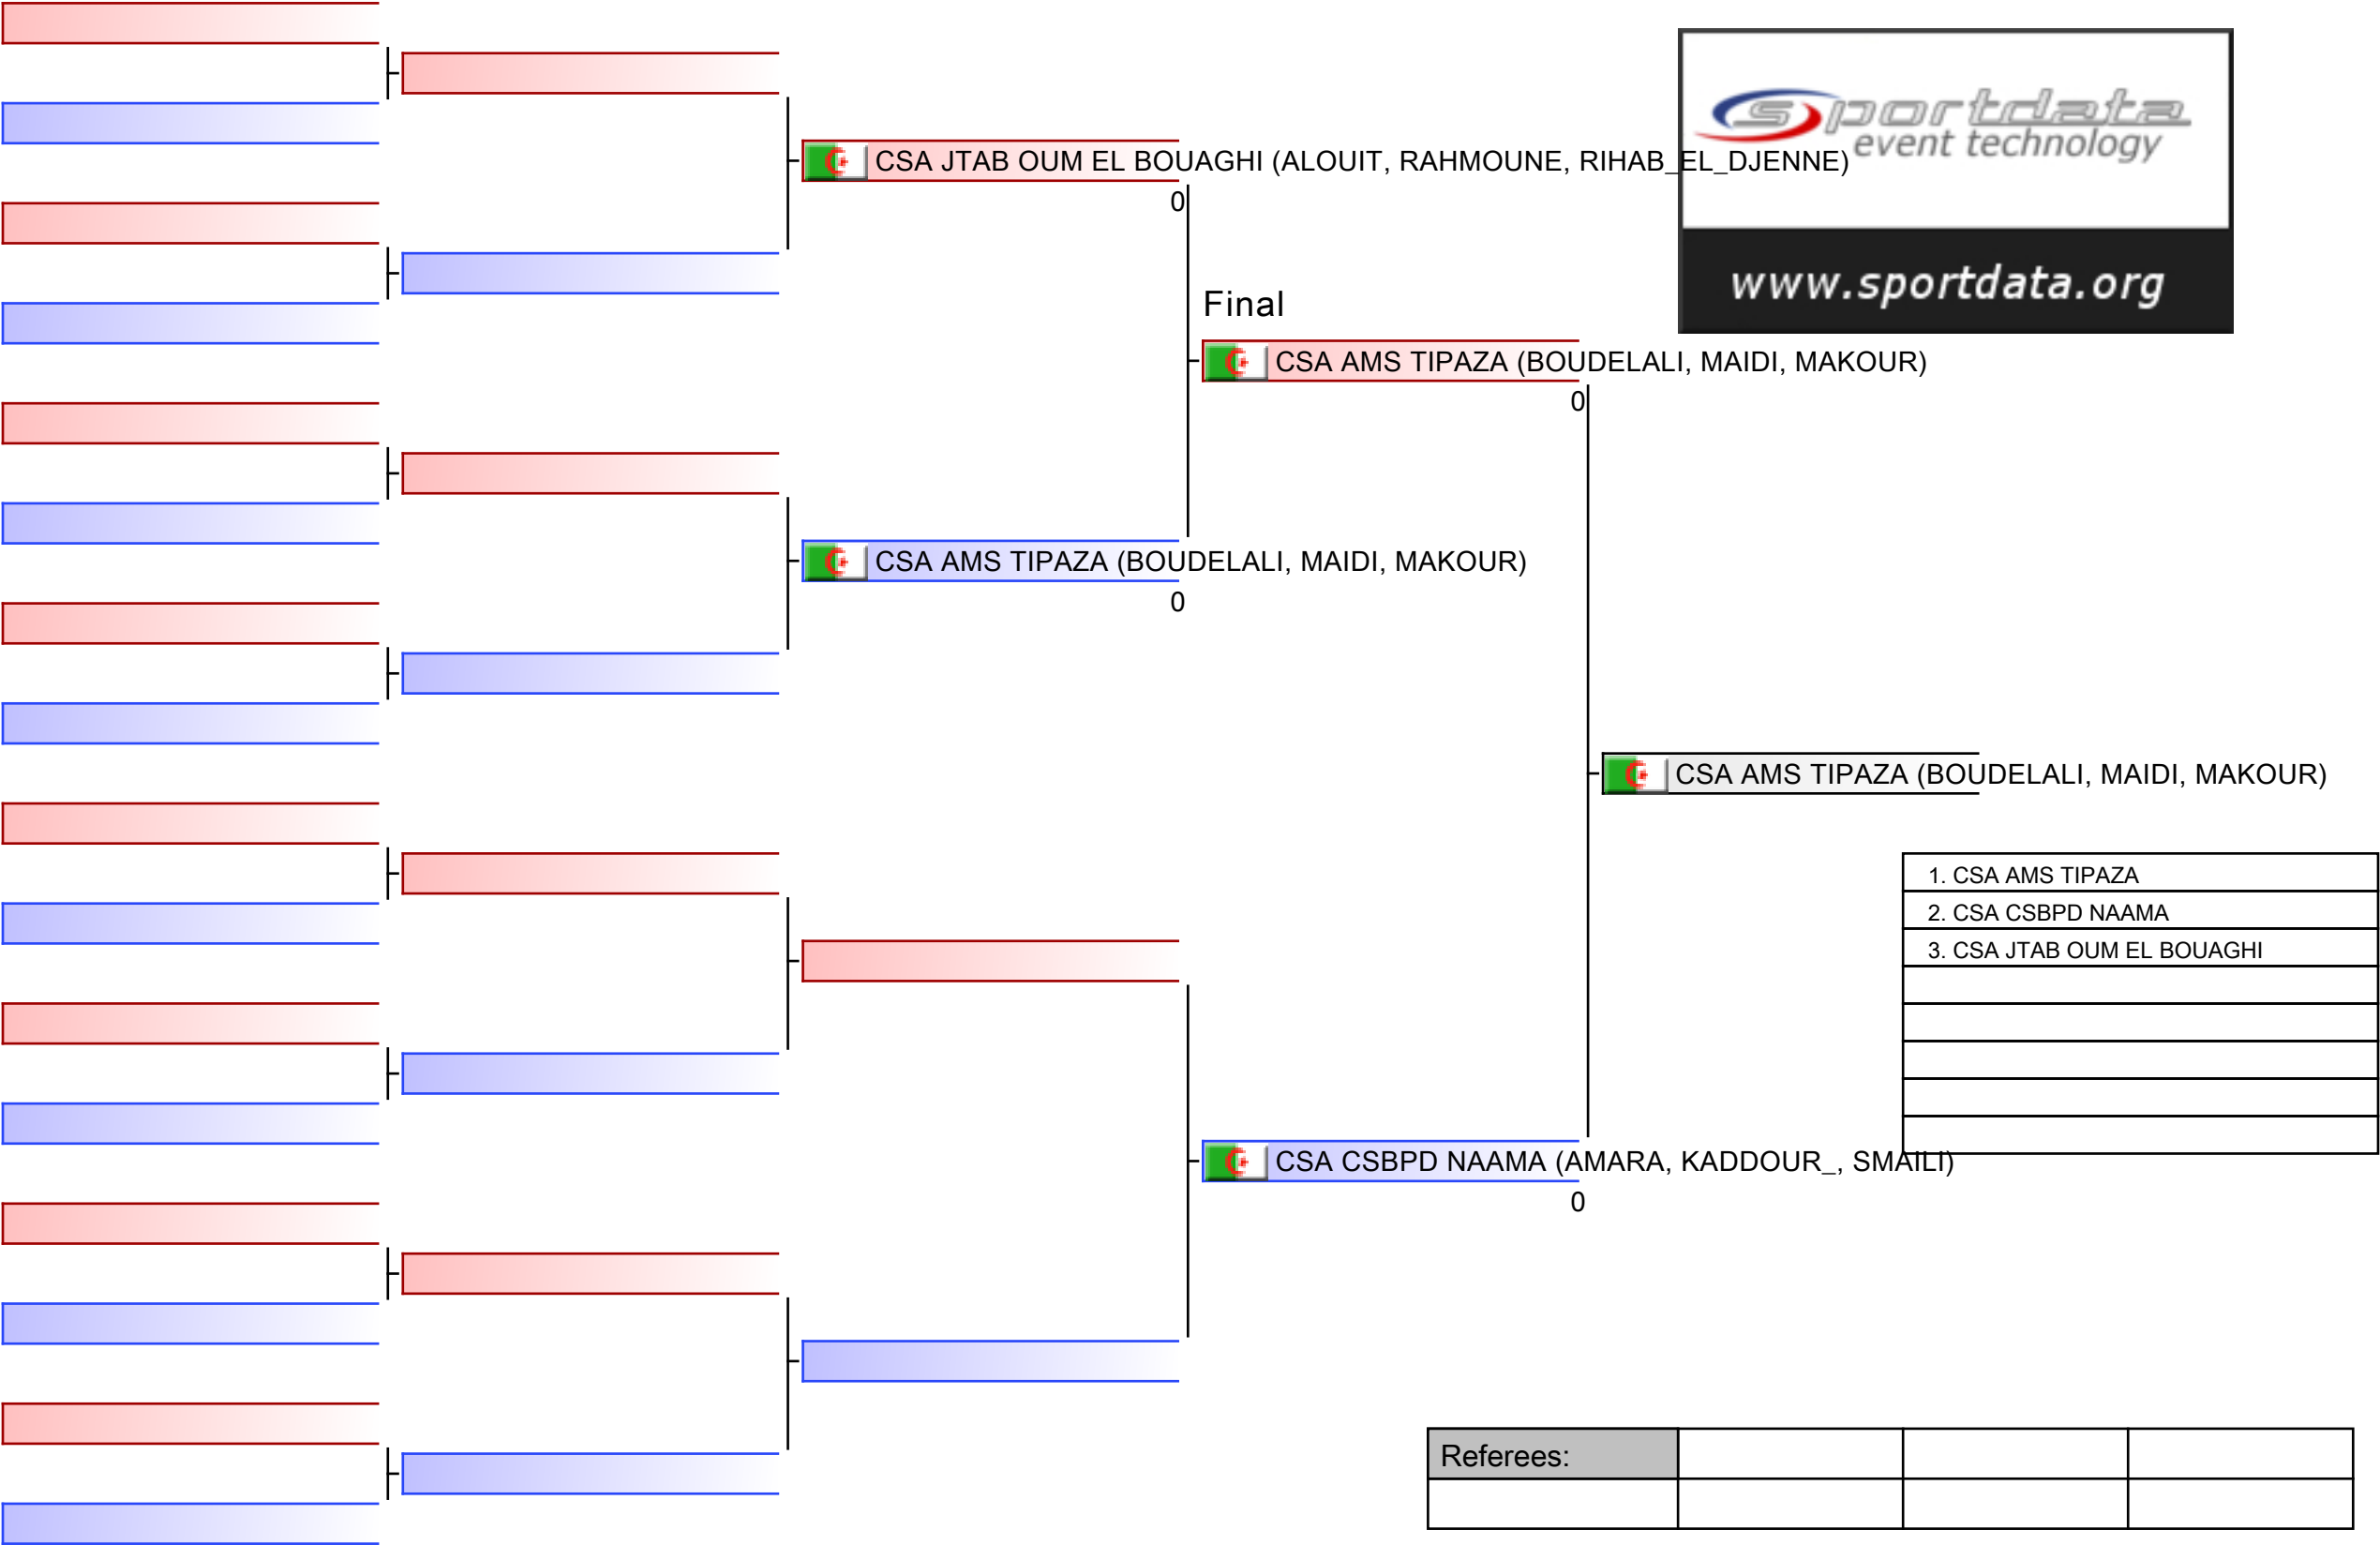 sportdata
event technology
www.sportdata.org
CSA JTAB OUM EL BOUAGHI (ALOUIT, RAHMOUNE, RIHAB_EL_DJENNE)
0
Final
CSA AMS TIPAZA (BOUDELALI, MAIDI, MAKOUR)
0
CSA AMS TIPAZA (BOUDELALI, MAIDI, MAKOUR)
0
CSA AMS TIPAZA (BOUDELALI, MAIDI, MAKOUR)
1. CSA AMS TIPAZA
2. CSA CSBPD NAAMA
3. CSA JTAB OUM EL BOUAGHI
CSA CSBPD NAAMA (AMARA, KADDOUR_, SMAILI)
0
Referees: